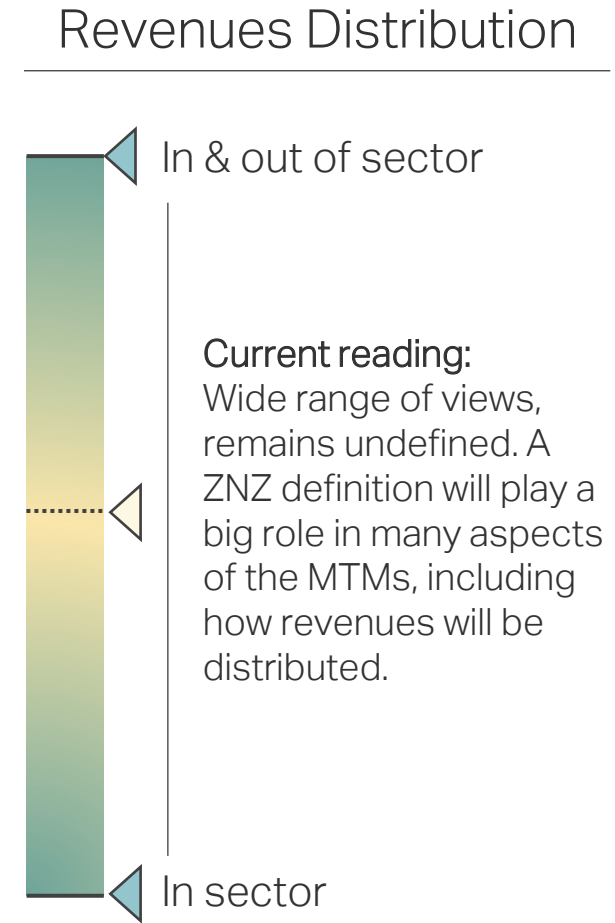 Revenues Distribution
In & out of sector
Current reading:
Wide range of views,
remains undefined. A
ZNZ definition will play a
big role in many aspects
of the MTMs, including
how revenues will be
distributed.
In sector